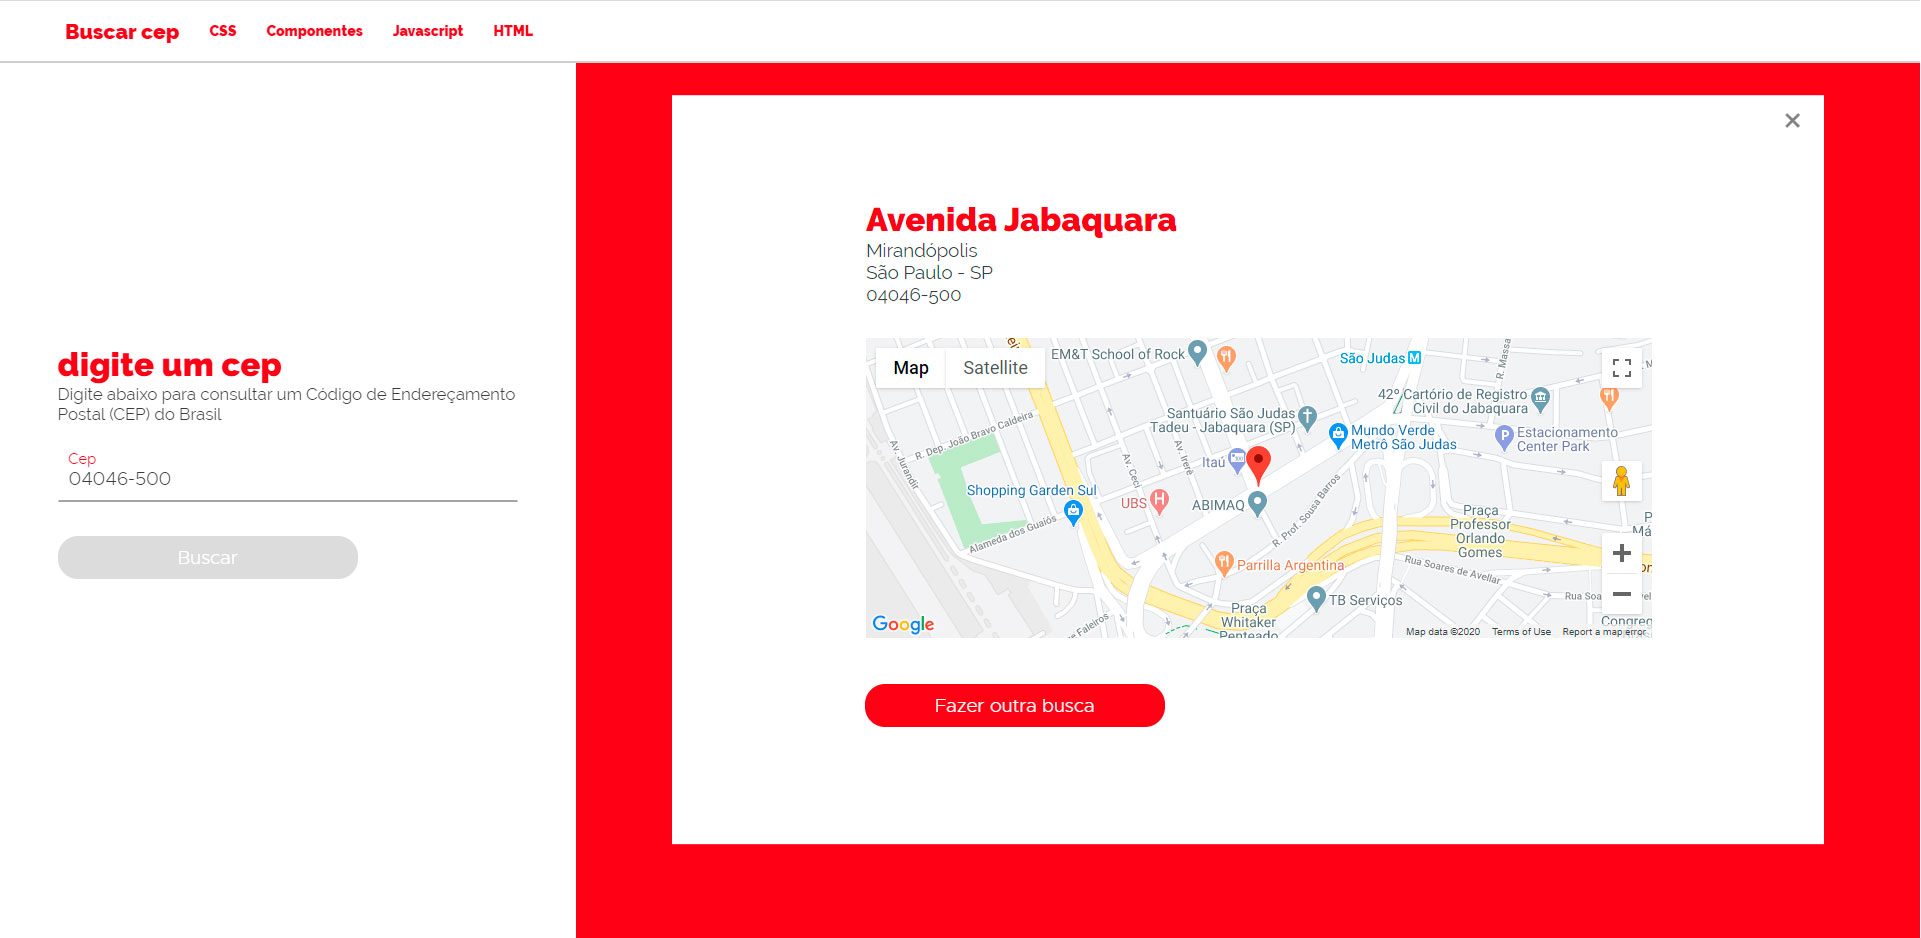 Buscar cep
CSS
Componentes
Javascript
HTML
digite um cep
Digite abaixo para consultar um Código de Endereçamento
Postal (CEP) do Brasil
Cep
04046-500
Buscar
×
Avenida Jabaquara
Mirandópolis
São Paulo - SP
04046-500
Map
Satellite
EM&T School of Rock
São Judas
M
R. Massa
42º Cartório de Registro
Civil do Jabaquara
Santuário São Judas
Tadeu - Jabaquara (SP)
R. Dep. João Bravo Caldeira
Av. Jurandir
Mundo Verde
Metrô São Judas
P
Estacionamento
Center Park
Av. Ceci
Av. Irerê
Itaú
Shopping Garden Sul
UBS
H
ABIMAQ
R. Prof. Sousa Barros
Alameda dos Guaiós
Praça
Professor
Orlando
Gomes
Parrilla Argentina
Rua Soares de Avellar
TB Serviços
Praça
Whitaker
Penteado
Faleiros
Google
Map data ©2020
Terms of Use
Report a map error
Fazer outra busca